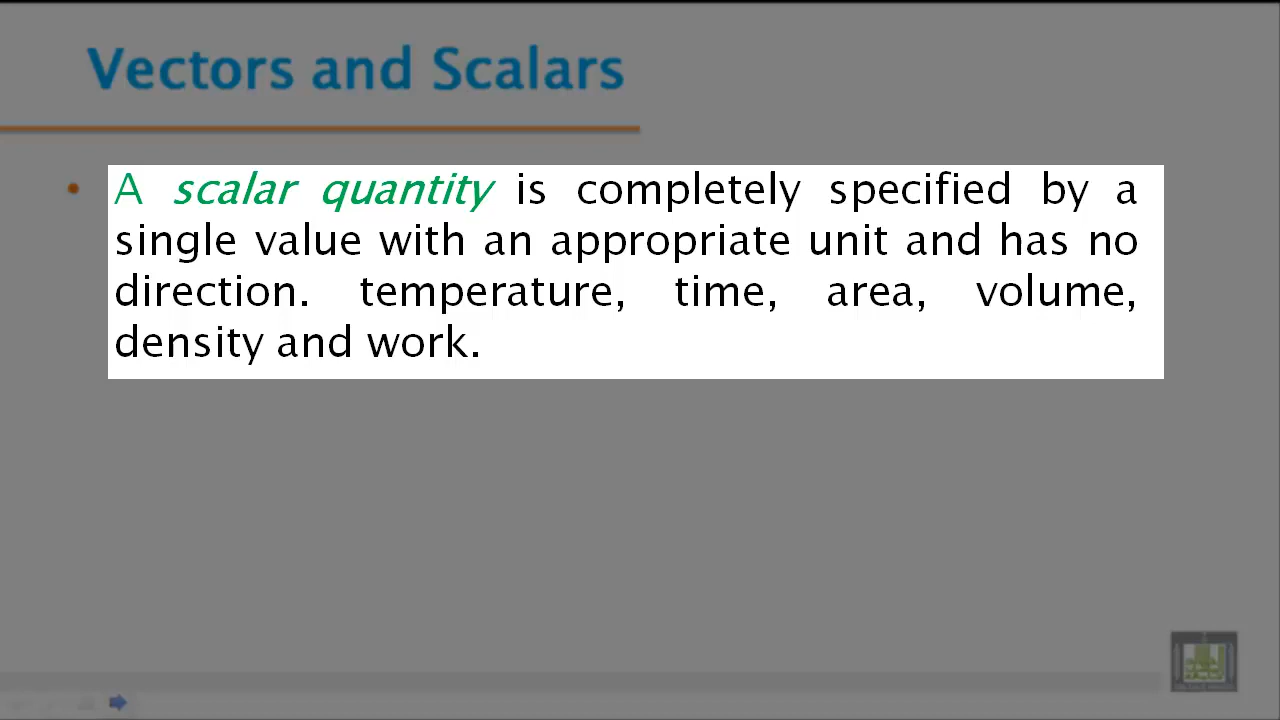 Vectors and Scalars
• A scalar quantity is completely specified by a
single value with an appropriate unit and has no
direction. temperature, time, area, volume,
density and work.